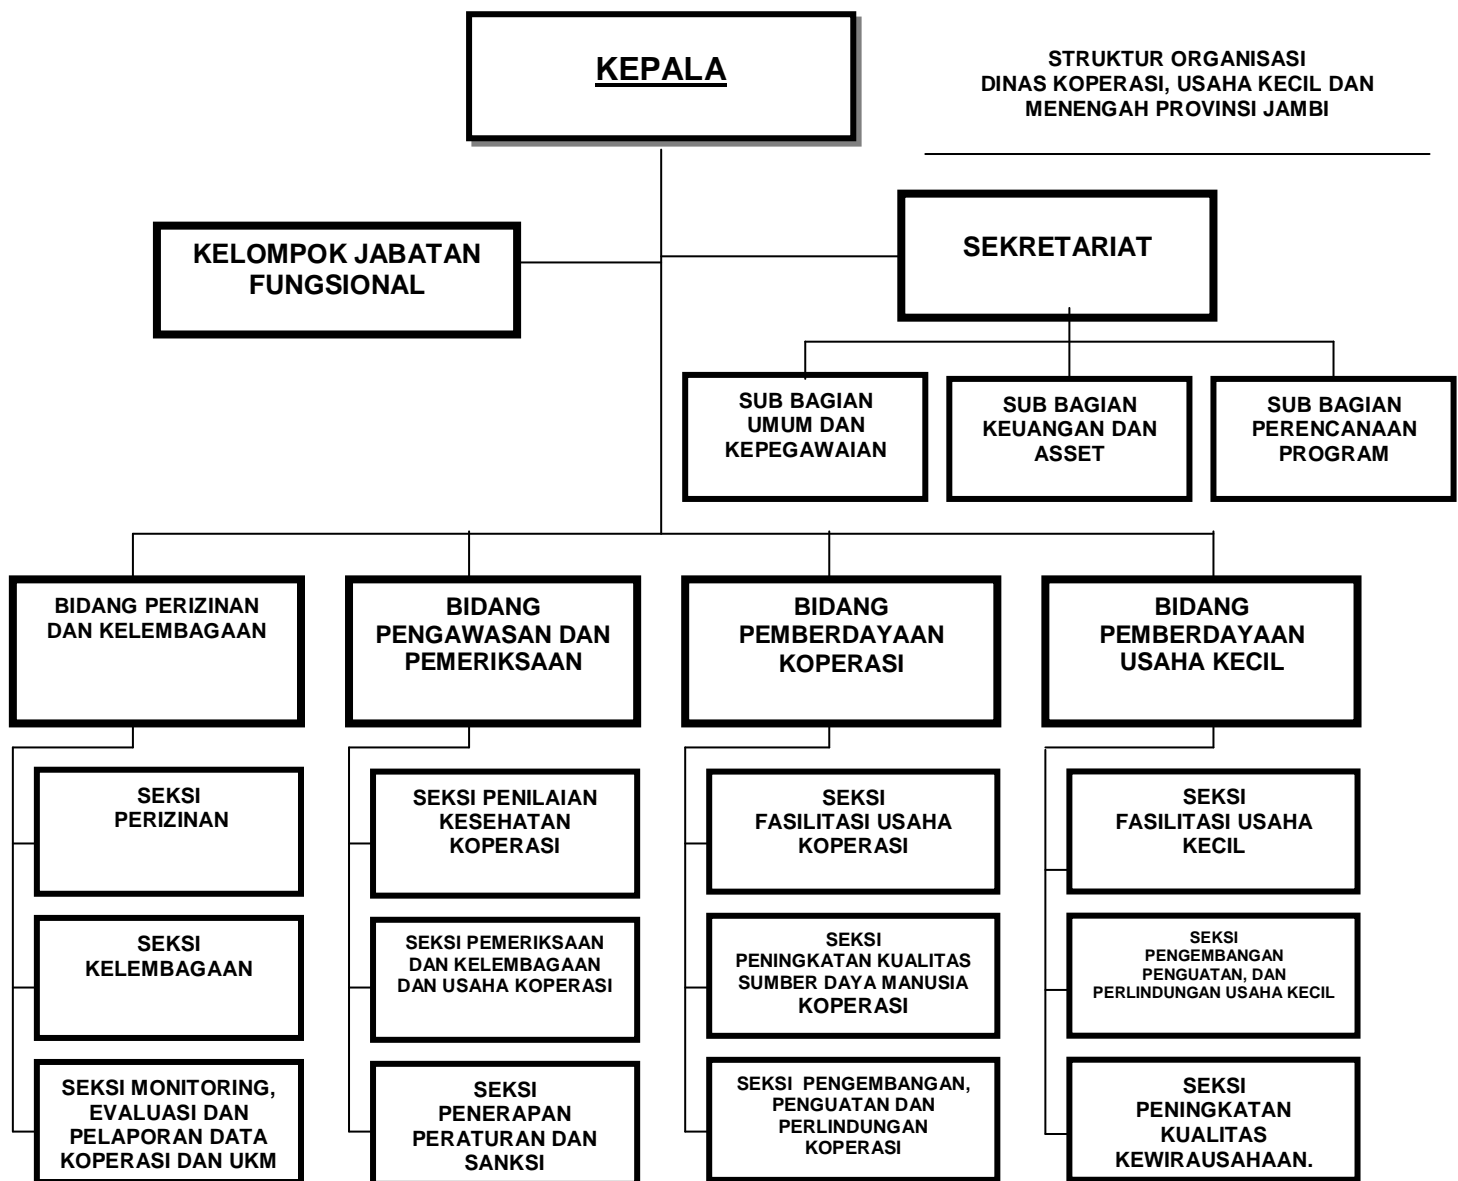 KEPALA
STRUKTUR ORGANISASI
DINAS KOPERASI, USAHA KECIL DAN
MENENGAH PROVINSI JAMBI
KELOMPOK JABATAN
FUNGSIONAL
SEKRETARIAT
SUB BAGIAN
UMUM DAN
KEPEGAWAIAN
SUB BAGIAN
KEUANGAN DAN
ASSET
SUB BAGIAN
PERENCANAAN
PROGRAM
BIDANG PERIZINAN
DAN KELEMBAGAAN
BIDANG
PENGAWASAN DAN
PEMERIKSAAN
BIDANG
PEMBERDAYAAN
KOPERASI
BIDANG
PEMBERDAYAAN
USAHA KECIL
SEKSI
PERIZINAN
SEKSI PENILAIAN
KESEHATAN
KOPERASI
SEKSI
FASILITASI USAHA
KOPERASI
SEKSI
FASILITASI USAHA
KECIL
SEKSI
KELEMBAGAAN
SEKSI PEMERIKSAAN
DAN KELEMBAGAAN
DAN USAHA KOPERASI
SEKSI
PENINGKATAN KUALITAS
SUMBER DAYA MANUSIA
KOPERASI
SEKSI
PENGEMBANGAN
PENGUATAN, DAN
PERLINDUNGAN USAHA KECIL
SEKSI MONITORING,
EVALUASI DAN
PELAPORAN DATA
KOPERASI DAN UKM
SEKSI
PENERAPAN
PERATURAN DAN
SANKSI
SEKSI PENGEMBANGAN,
PENGUATAN DAN
PERLINDUNGAN
KOPERASI
SEKSI
PENINGKATAN
KUALITAS
KEWIRAUSAHAAN.